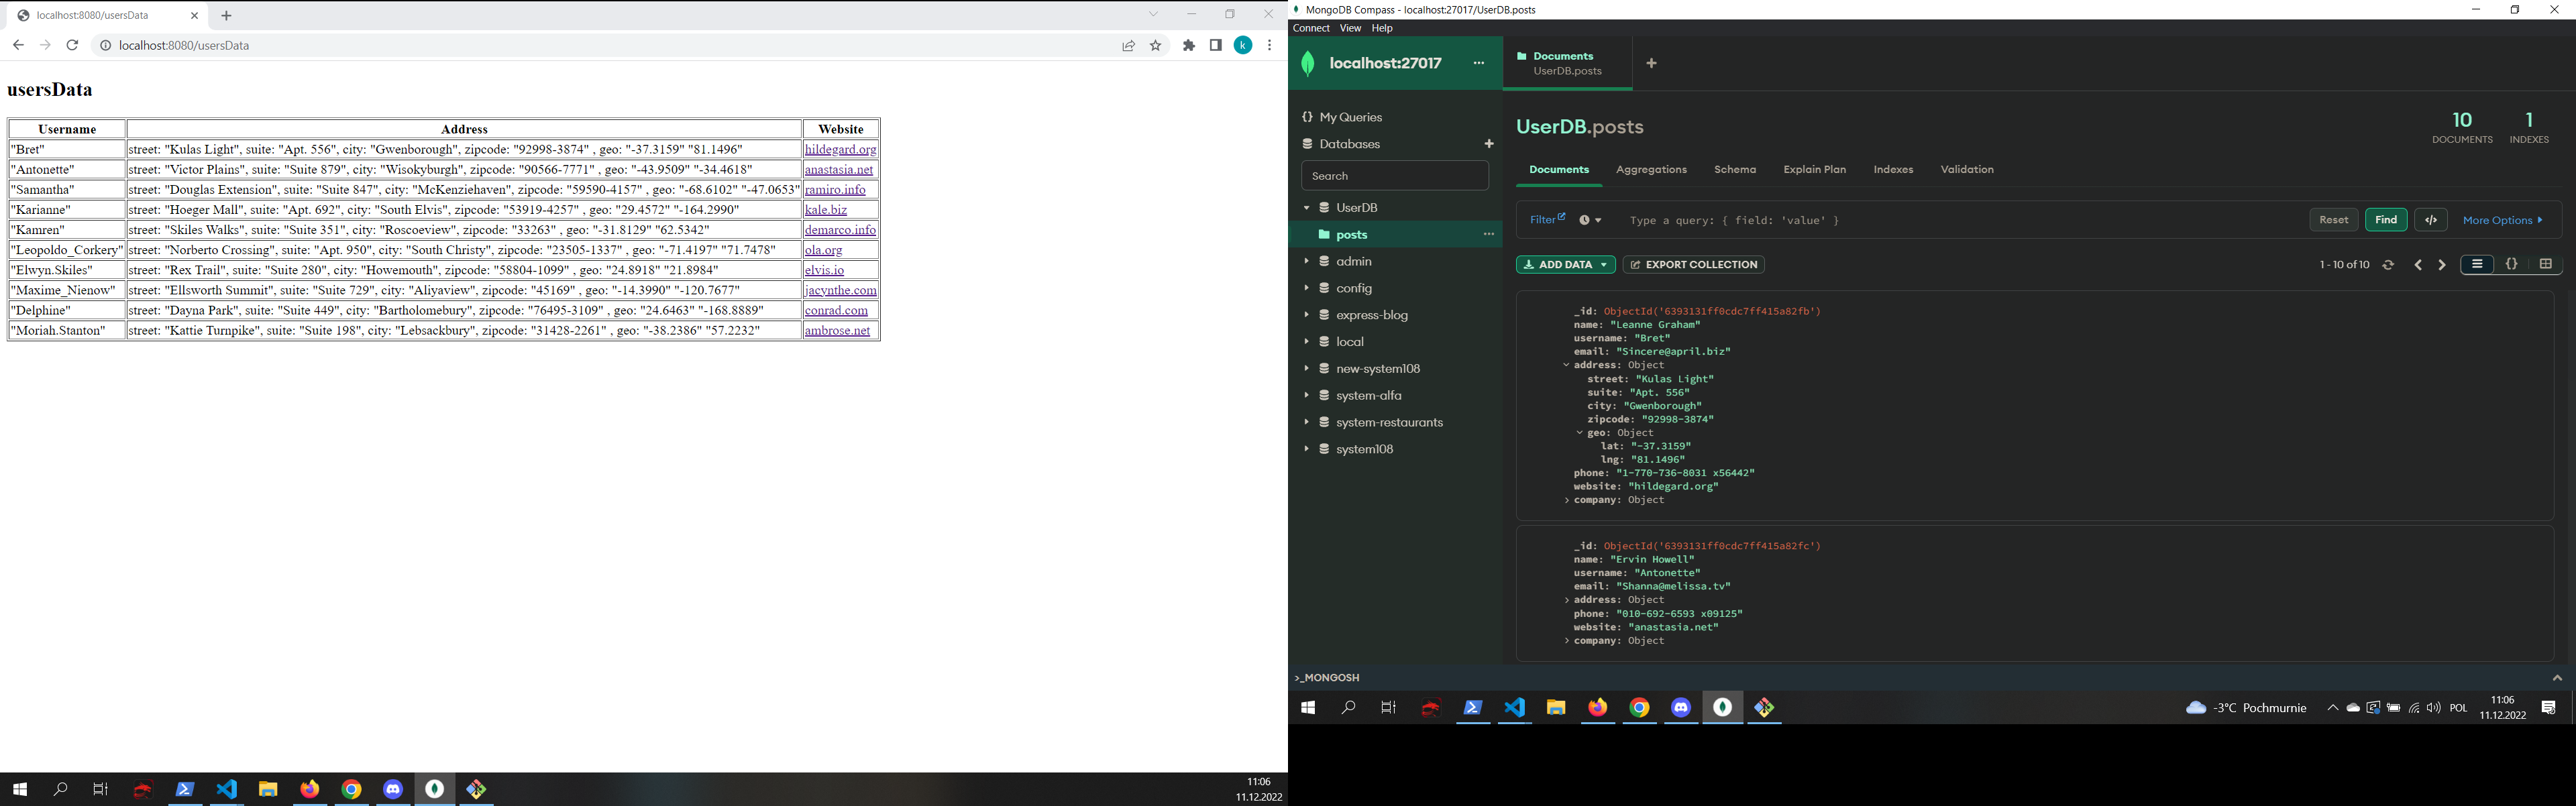 localhost:8080/usersData
localhost:8080/usersData
k
usersData
Username Address Website
"Bret" street: "Kulas Light", suite: "Apt. 556", city: "Gwenborough", zipcode: "92998-3874" , geo: "-37.3159" "81.1496" hildegard.org
"Antonette" street: "Victor Plains", suite: "Suite 879", city: "Wisokyburgh", zipcode: "90566-7771" , geo: "-43.9509" "-34.4618" anastasia.net
"Samantha" street: "Douglas Extension", suite: "Suite 847", city: "McKenziehaven", zipcode: "59590-4157" , geo: "-68.6102" "-47.0653" ramiro.info
"Karianne" street: "Hoeger Mall", suite: "Apt. 692", city: "South Elvis", zipcode: "53919-4257" , geo: "29.4572" "-164.2990" kale.biz
"Kamren" street: "Skiles Walks", suite: "Suite 351", city: "Roscoeview", zipcode: "33263" , geo: "-31.8129" "62.5342" demarco.info
"Leopoldo_Corkery" street: "Norberto Crossing", suite: "Apt. 950", city: "South Christy", zipcode: "23505-1337" , geo: "-71.4197" "71.7478" ola.org
"Elwyn.Skiles" street: "Rex Trail", suite: "Suite 280", city: "Howemouth", zipcode: "58804-1099" , geo: "24.8918" "21.8984" elvis.io
"Maxime_Nienow" street: "Ellsworth Summit", suite: "Suite 729", city: "Aliyaview", zipcode: "45169" , geo: "-14.3990" "-120.7677" jacynthe.com
"Delphine" street: "Dayna Park", suite: "Suite 449", city: "Bartholomebury", zipcode: "76495-3109" , geo: "24.6463" "-168.8889" conrad.com
"Moriah.Stanton" street: "Kattie Turnpike", suite: "Suite 198", city: "Lebsackbury", zipcode: "31428-2261" , geo: "-38.2386" "57.2232" ambrose.net
11:06
11.12.2022
MongoDB Compass - localhost:27017/UserDB.posts
Connect View Help
localhost:27017 ...
{} My Queries
Databases +
Search
UserDB
posts ...
admin
config
express-blog
local
new-system108
system-alfa
system-restaurants
system108
Documents
UserDB.posts
UserDB.posts
10
DOCUMENTS
1
INDEXES
Documents Aggregations Schema Explain Plan Indexes Validation
Filter Type a query: { field: 'value' } Reset Find </> More Options
ADD DATA EXPORT COLLECTION 1 - 10 of 10 {}
_id: ObjectId('6393131ff0cdc7ff415a82fb')
name: "Leanne Graham"
username: "Bret"
email: "Sincere@april.biz"
address: Object
street: "Kulas Light"
suite: "Apt. 556"
city: "Gwenborough"
zipcode: "92998-3874"
geo: Object
lat: "-37.3159"
lng: "81.1496"
phone: "1-770-736-8031 x56442"
website: "hildegard.org"
company: Object
_id: ObjectId('6393131ff0cdc7ff415a82fc')
name: "Ervin Howell"
username: "Antonette"
email: "Shanna@melissa.tv"
address: Object
phone: "010-692-6593 x09125"
website: "anastasia.net"
company: Object
>_MONGOSH
-3°C Pochmurnie POL 11:06
11.12.2022